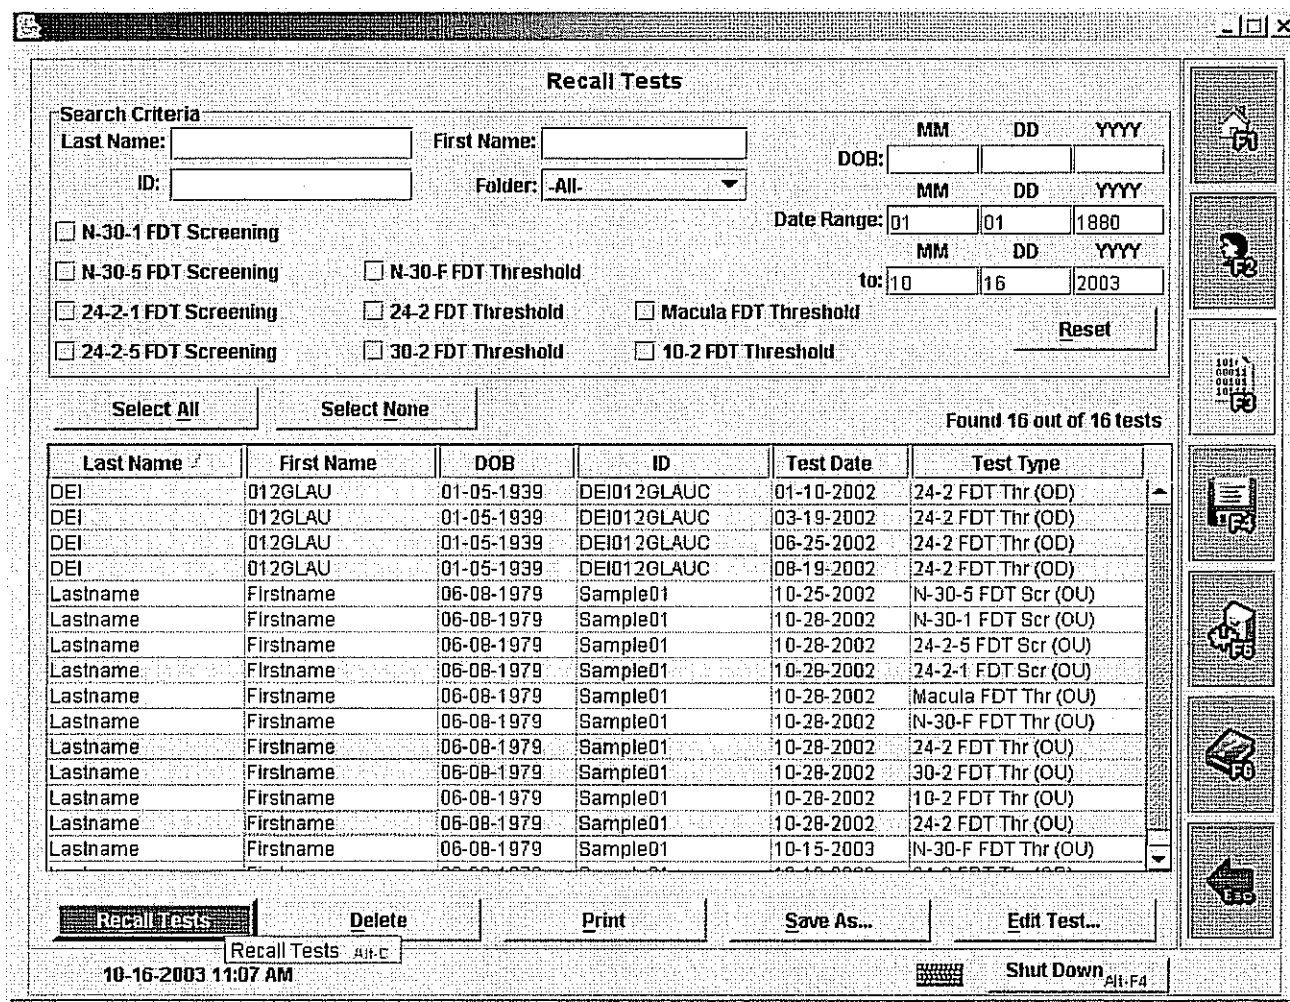 Recall Tests
Search Criteria
Last Name: First Name: MM DD YYYY
DOB:
ID: Folder: -All-
MM DD YYYY
Date Range: 01 01 1880
N-30-1 FDT Screening
MM DD YYYY
N-30-5 FDT Screening N-30-F FDT Threshold to: 10 16 2003
24-2-1 FDT Screening 24-2 FDT Threshold Macula FDT Threshold
Reset
24-2-5 FDT Screening 30-2 FDT Threshold 10-2 FDT Threshold
Select All Select None Found 16 out of 16 tests
Last Name First Name DOB ID Test Date Test Type
DEI 012GLAU 01-05-1939 DEI012GLAUC 01-10-2002 24-2 FDT Thr (OD)
DEI 012GLAU 01-05-1939 DEI012GLAUC 03-19-2002 24-2 FDT Thr (OD)
DEI 012GLAU 01-05-1939 DEI012GLAUC 06-25-2002 24-2 FDT Thr (OD)
DEI 012GLAU 01-05-1939 DEI012GLAUC 08-19-2002 24-2 FDT Thr (OD)
Lastname Firstname 06-08-1979 Sample01 10-25-2002 N-30-5 FDT Scr (OU)
Lastname Firstname 06-08-1979 Sample01 10-28-2002 N-30-1 FDT Scr (OU)
Lastname Firstname 06-08-1979 Sample01 10-28-2002 24-2-5 FDT Scr (OU)
Lastname Firstname 06-08-1979 Sample01 10-28-2002 24-2-1 FDT Scr (OU)
Lastname Firstname 06-08-1979 Sample01 10-28-2002 Macula FDT Thr (OU)
Lastname Firstname 06-08-1979 Sample01 10-28-2002 N-30-F FDT Thr (OU)
Lastname Firstname 06-08-1979 Sample01 10-28-2002 24-2 FDT Thr (OU)
Lastname Firstname 06-08-1979 Sample01 10-28-2002 30-2 FDT Thr (OU)
Lastname Firstname 06-08-1979 Sample01 10-28-2002 10-2 FDT Thr (OU)
Lastname Firstname 06-08-1979 Sample01 10-28-2002 24-2 FDT Thr (OU)
Lastname Firstname 06-08-1979 Sample01 10-15-2003 N-30-F FDT Thr (OU)
Recall Tests Delete Print Save As... Edit Test...
Recall Tests Alt-C
10-16-2003 11:07 AM Shut Down Alt-F4
F1
F2
F3
F4
F5
F6
Esc